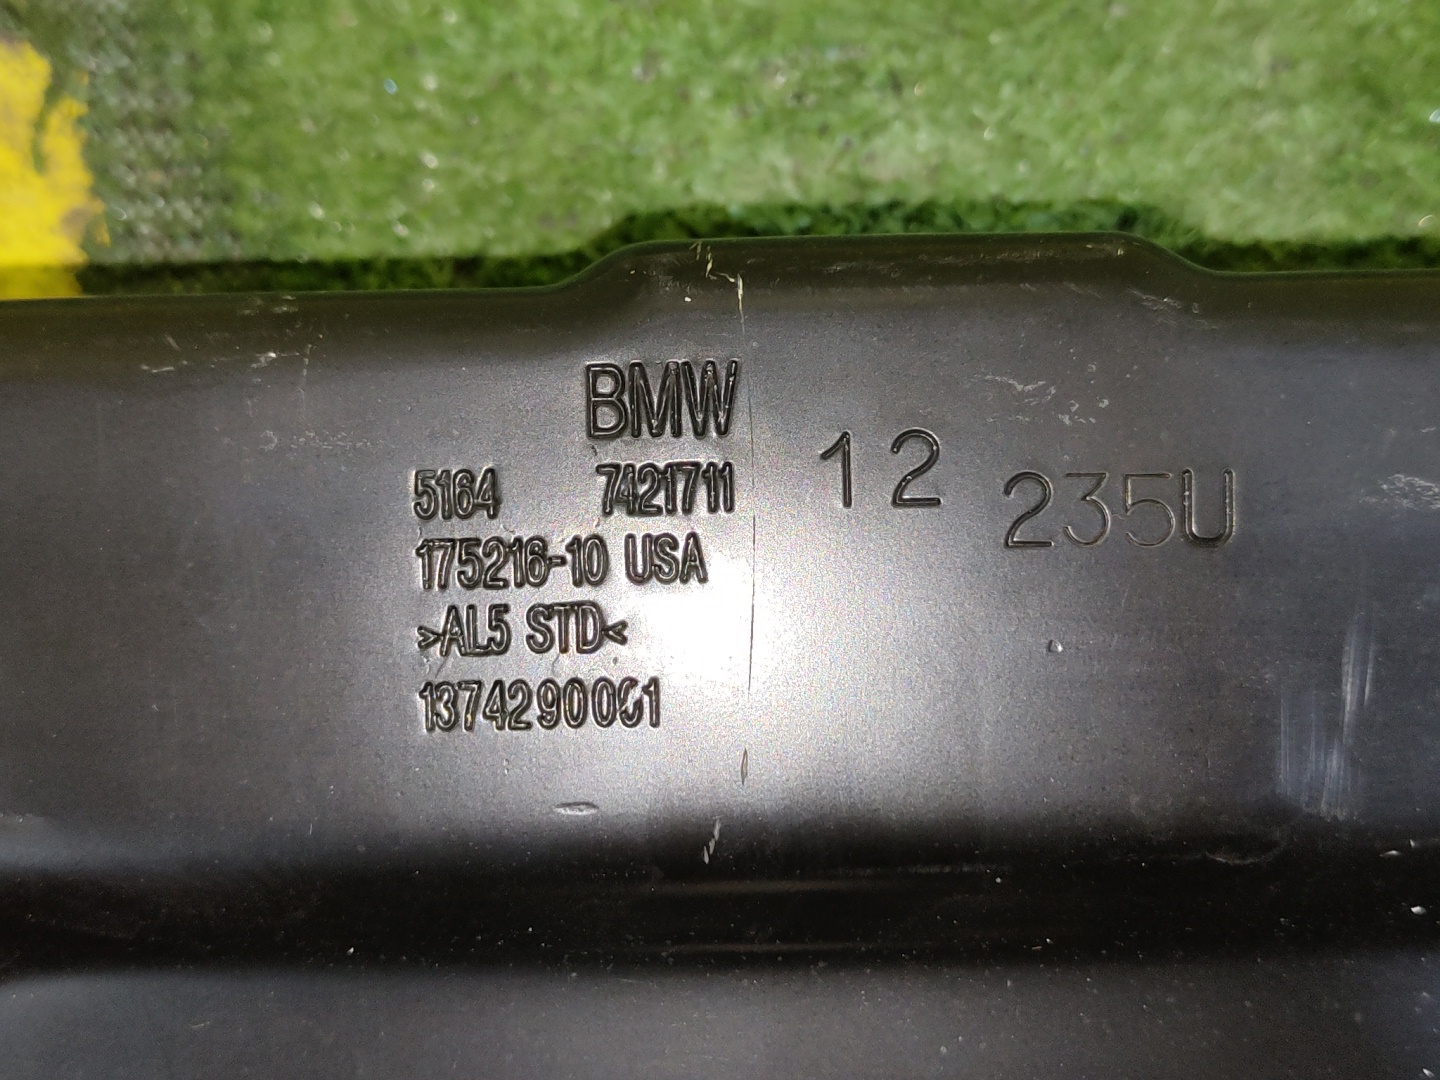 BMW
5164 7421711
175216-10 USA
>AL5 STD<
1374290001
12
235U